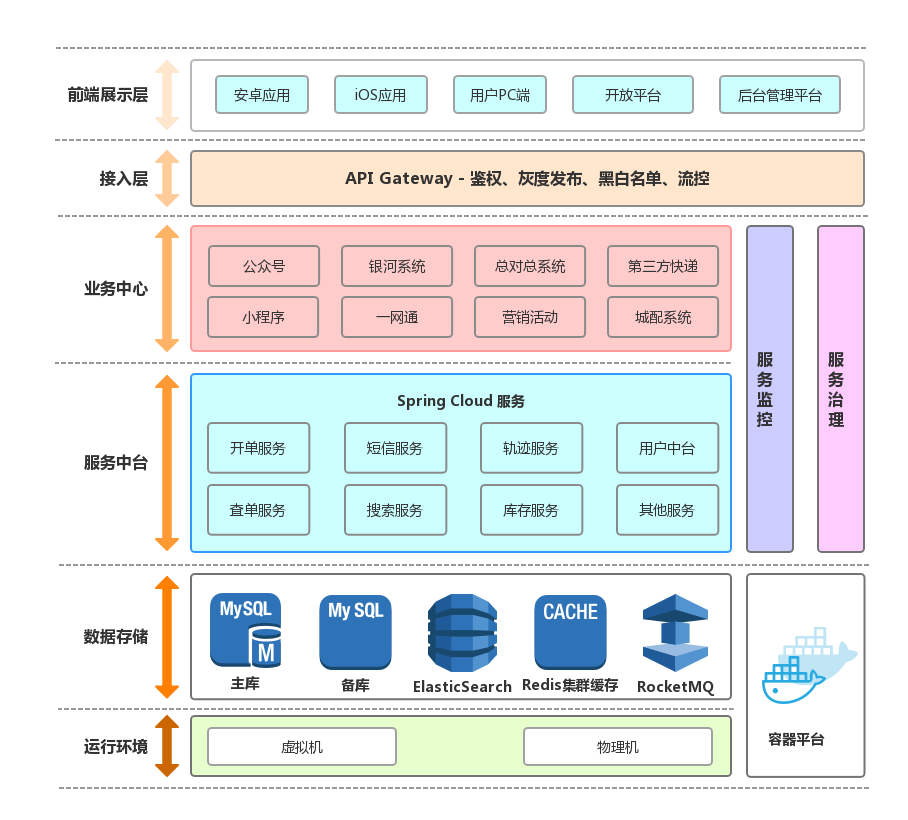 前端展示层
安卓应用
iOS应用
用户PC端
开放平台
后台管理平台
接入层
API Gateway - 鉴权、灰度发布、黑白名单、流控
业务中心
公众号
银河系统
总对总系统
第三方快递
小程序
一网通
营销活动
城配系统
服务监控
服务治理
服务中台
Spring Cloud 服务
开单服务
短信服务
轨迹服务
用户中台
查单服务
搜索服务
库存服务
其他服务
数据存储
MySQL
M
主库
My SQL
备库
ElasticSearch
CACHE
Redis集群缓存
RocketMQ
运行环境
虚拟机
物理机
容器平台